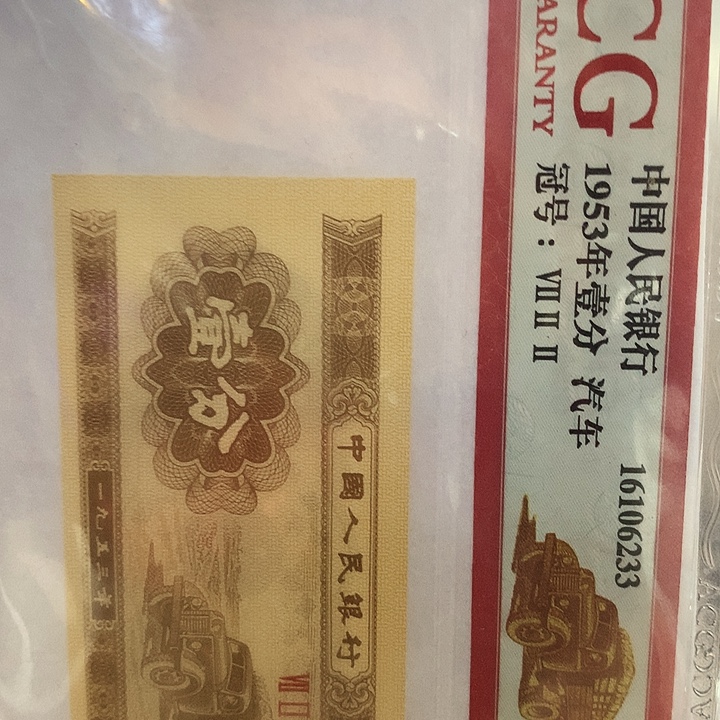 CG
ARANTY
中国人民银行
1953年壹分 汽车
冠号：Ⅶ Ⅱ Ⅱ
16106233
中國人民銀行
壹分
一九五三年
Ⅶ Ⅰ